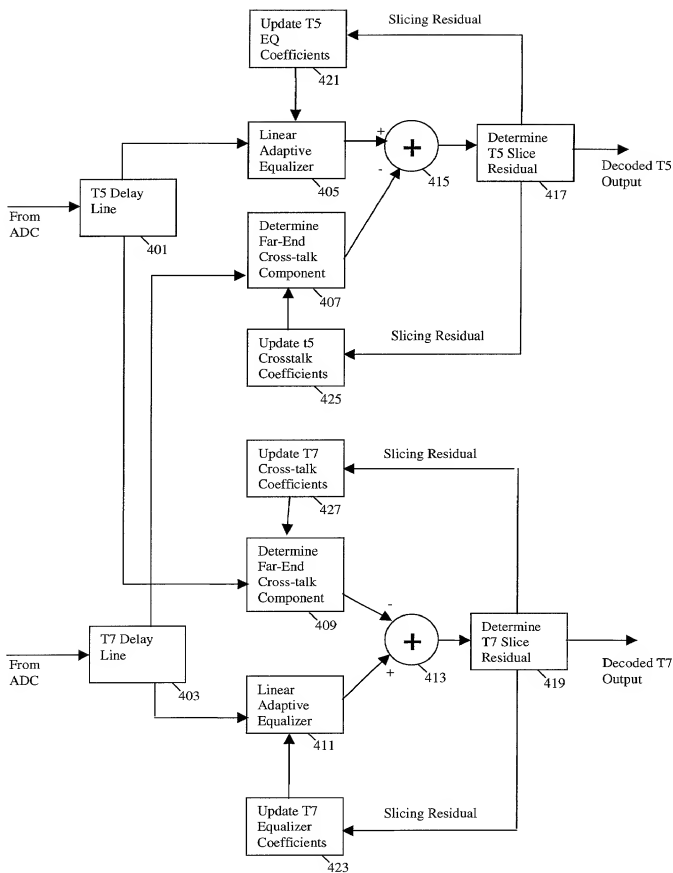 Update T5
EQ
Coefficients
421
Slicing Residual
Linear
Adaptive
Equalizer
405
+
-
+
415
Determine
T5 Slice
Residual
417
Decoded T5
Output
From
ADC
T5 Delay
Line
401
Determine
Far-End
Cross-talk
Component
407
Update t5
Crosstalk
Coefficients
425
Slicing Residual
Update T7
Cross-talk
Coefficients
427
Slicing Residual
Determine
Far-End
Cross-talk
Component
409
-
+
+
413
Determine
T7 Slice
Residual
419
Decoded T7
Output
From
ADC
T7 Delay
Line
403
Linear
Adaptive
Equalizer
411
Update T7
Equalizer
Coefficients
423
Slicing Residual